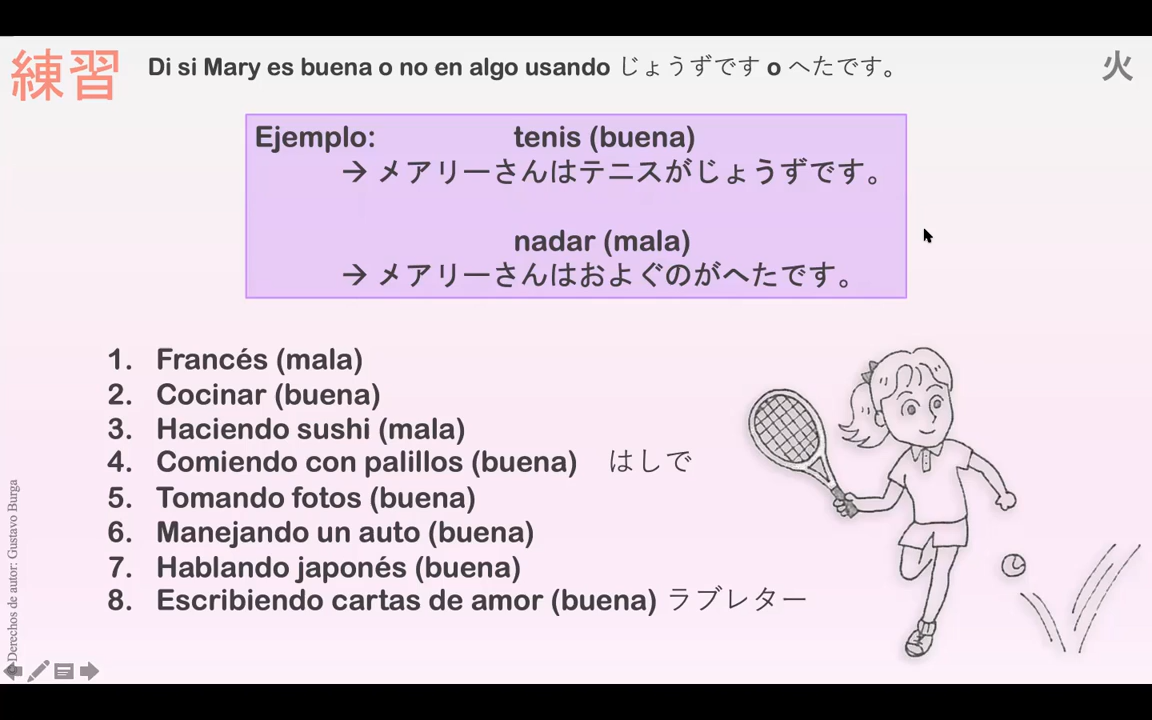 練習
Di si Mary es buena o no en algo usando じょうずです o へたです。
火
Ejemplo: tenis (buena)
→ メアリーさんはテニスがじょうずです。
nadar (mala)
→ メアリーさんはおよぐのがへたです。
1. Francés (mala)
2. Cocinar (buena)
3. Haciendo sushi (mala)
4. Comiendo con palillos (buena) はしで
5. Tomando fotos (buena)
6. Manejando un auto (buena)
7. Hablando japonés (buena)
8. Escribiendo cartas de amor (buena) ラブレター
© Derechos de autor: Gustavo Burga